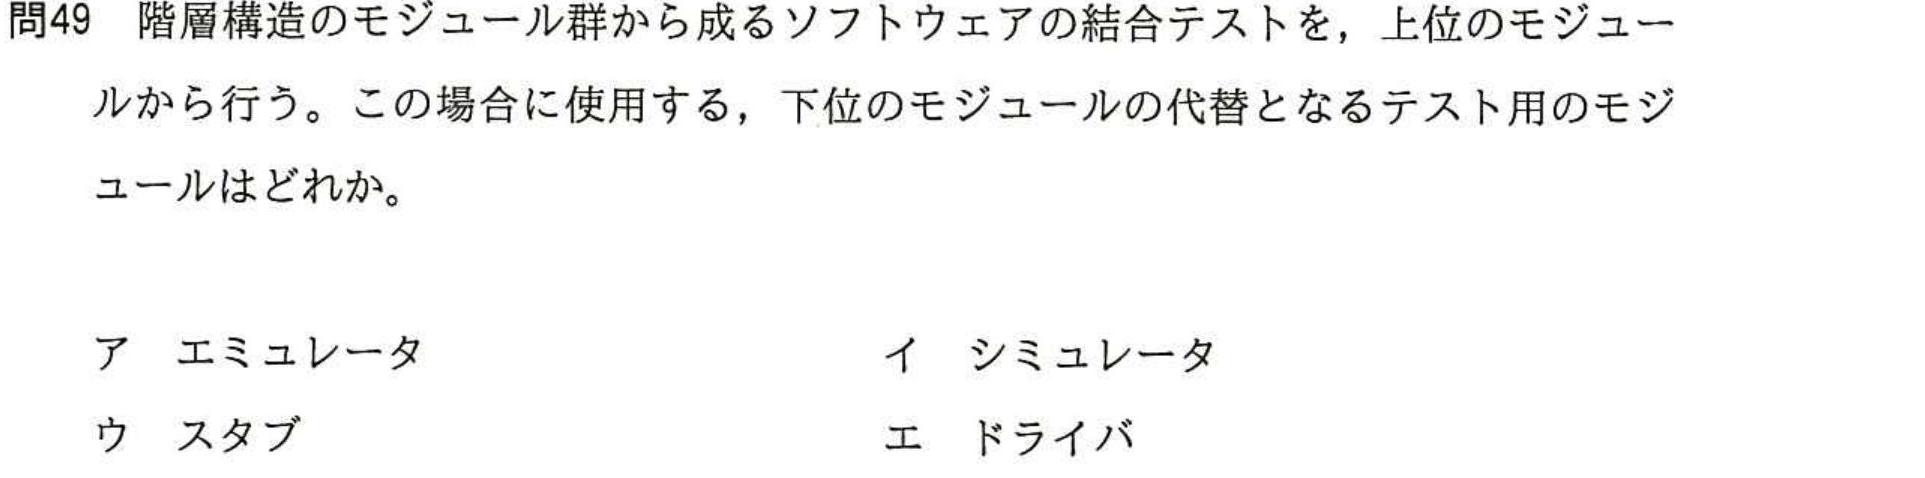 問49 階層構造のモジュール群から成るソフトウェアの結合テストを，上位のモジュー
ルから行う。この場合に使用する，下位のモジュールの代替となるテスト用のモジ
ュールはどれか。
ア エミュレータ イ シミュレータ
ウ スタブ エ ドライバ